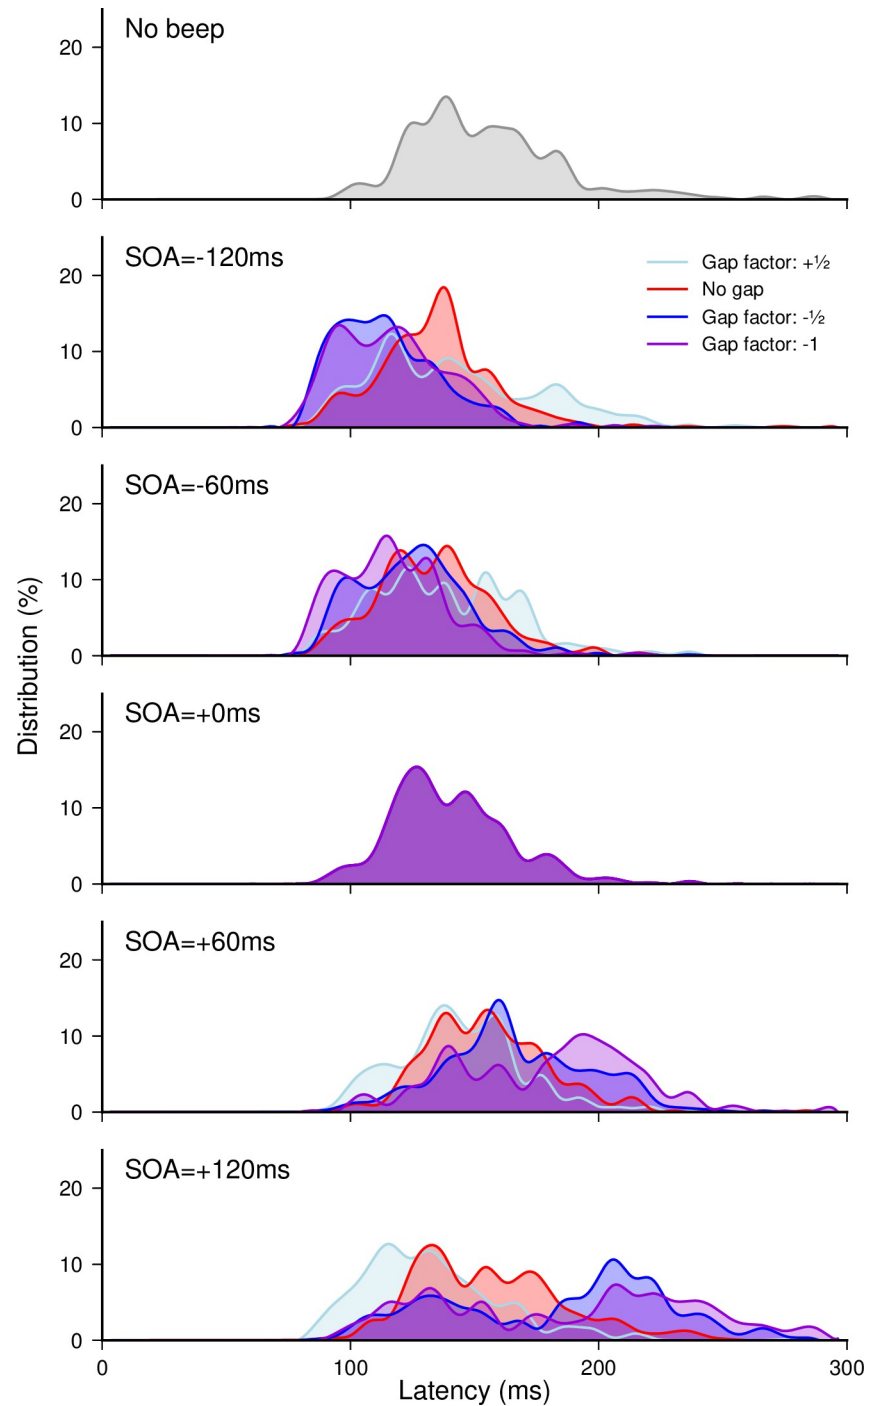 No beep
20
10
0
SOA=-120ms
Gap factor: +½
No gap
Gap factor: -½
Gap factor: -1
20
10
0
SOA=-60ms
20
10
0
Distribution (%)
SOA=+0ms
20
10
0
SOA=+60ms
20
10
0
SOA=+120ms
20
10
0
0 100 200 300
Latency (ms)